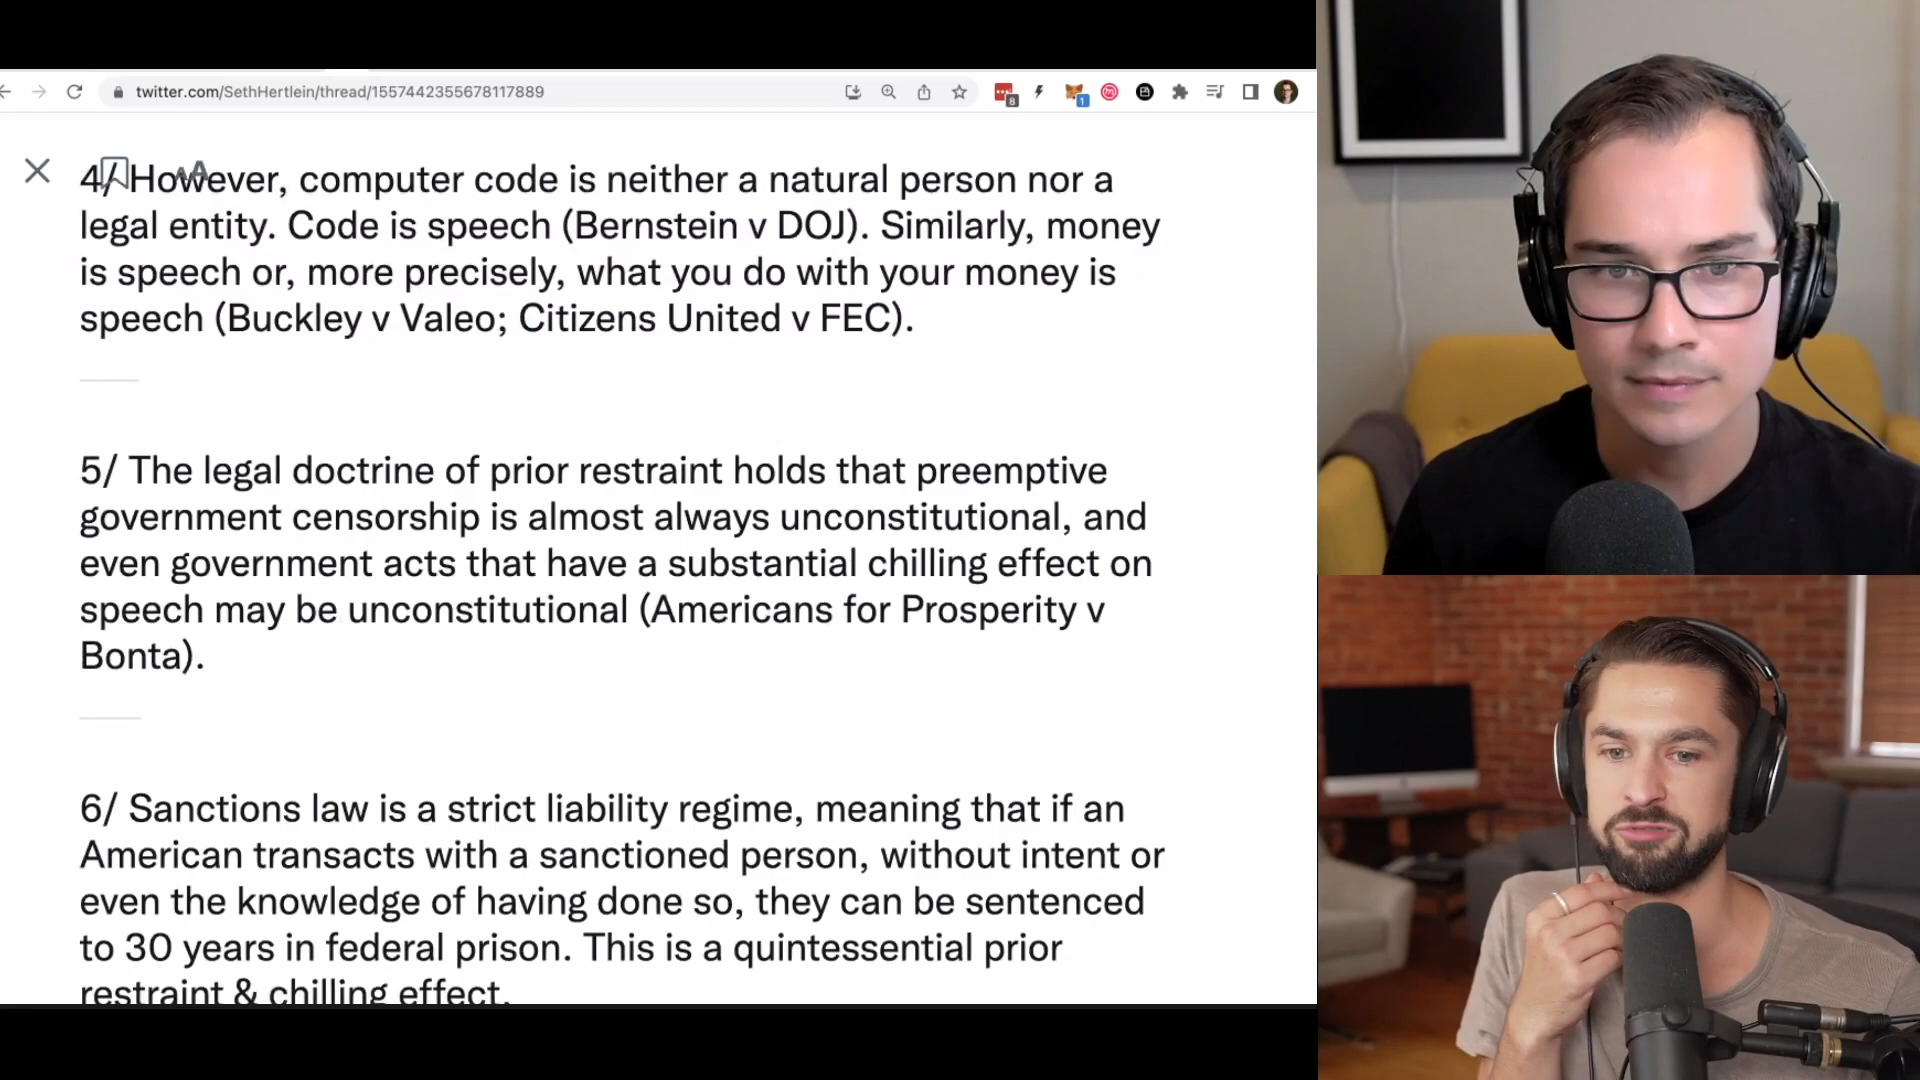 twitter.com/SethHertlein/thread/1557442355678117889
8
1
AA
4/ However, computer code is neither a natural person nor a
legal entity. Code is speech (Bernstein v DOJ). Similarly, money
is speech or, more precisely, what you do with your money is
speech (Buckley v Valeo; Citizens United v FEC).
5/ The legal doctrine of prior restraint holds that preemptive
government censorship is almost always unconstitutional, and
even government acts that have a substantial chilling effect on
speech may be unconstitutional (Americans for Prosperity v
Bonta).
6/ Sanctions law is a strict liability regime, meaning that if an
American transacts with a sanctioned person, without intent or
even the knowledge of having done so, they can be sentenced
to 30 years in federal prison. This is a quintessential prior
restraint & chilling effect.